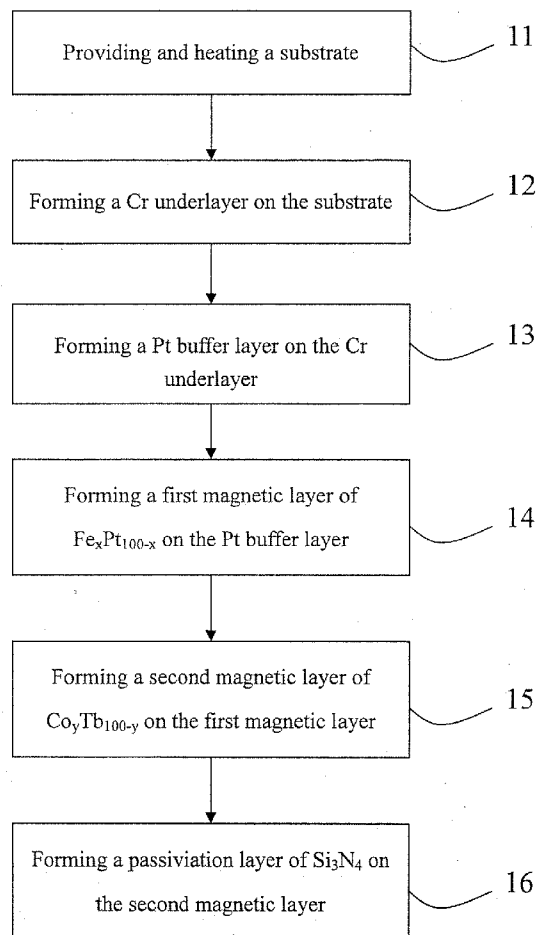 Providing and heating a substrate
11
Forming a Cr underlayer on the substrate
12
Forming a Pt buffer layer on the Cr
underlayer
13
Forming a first magnetic layer of
FeₓPt₁₀₀₋ₓ on the Pt buffer layer
14
Forming a second magnetic layer of
CoyTb₁₀₀₋y on the first magnetic layer
15
Forming a passiviation layer of Si₃N₄ on
the second magnetic layer
16